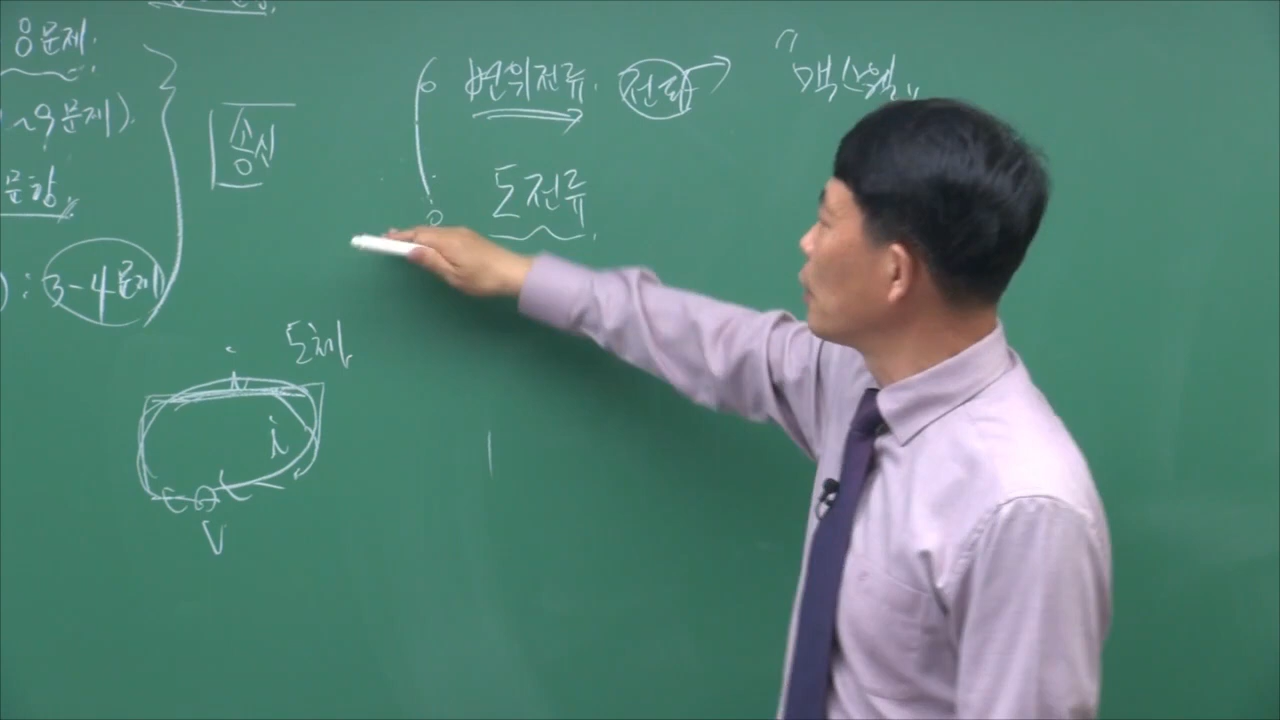 응문제.
~9문제).
문항
): 3-4문제
송신
변위전류. 전파
맥스웰
도전류
도체
i
i
V